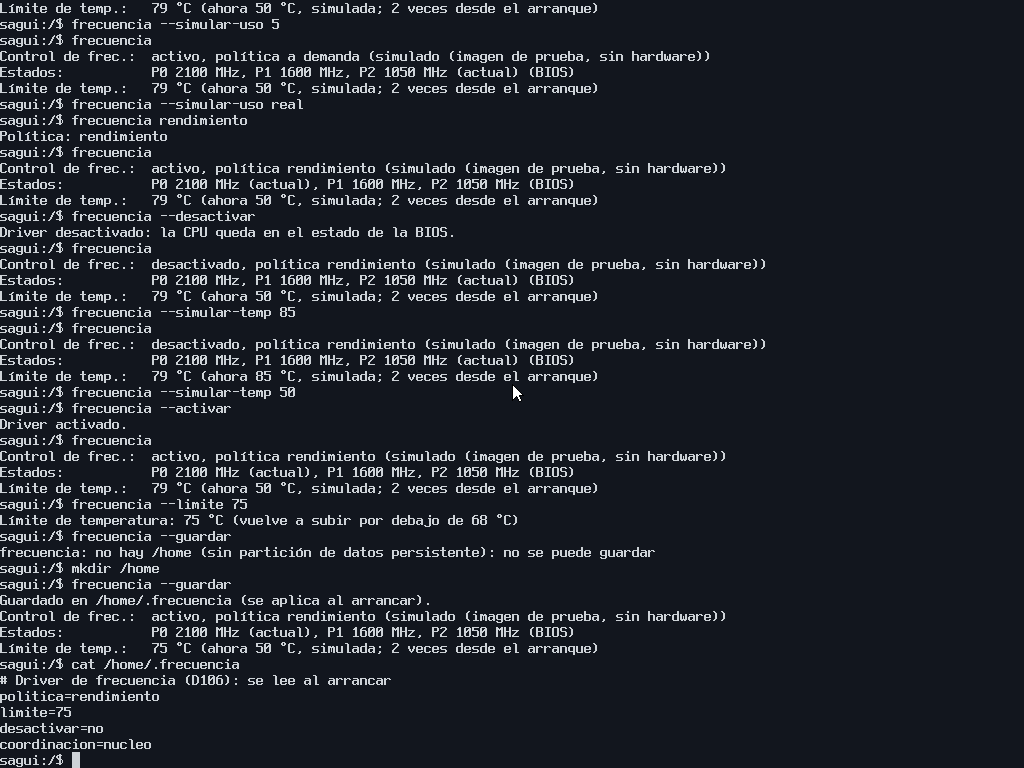 Límite de temp.:   79 °C (ahora 50 °C, simulada; 2 veces desde el arranque)
sagui:/$ frecuencia --simular-uso 5
sagui:/$ frecuencia
Control de frec.:  activo, política a demanda (simulado (imagen de prueba, sin hardware))
Estados:           P0 2100 MHz, P1 1600 MHz, P2 1050 MHz (actual) (BIOS)
Límite de temp.:   79 °C (ahora 50 °C, simulada; 2 veces desde el arranque)
sagui:/$ frecuencia --simular-uso real
sagui:/$ frecuencia rendimiento
Política: rendimiento
sagui:/$ frecuencia
Control de frec.:  activo, política rendimiento (simulado (imagen de prueba, sin hardware))
Estados:           P0 2100 MHz (actual), P1 1600 MHz, P2 1050 MHz (BIOS)
Límite de temp.:   79 °C (ahora 50 °C, simulada; 2 veces desde el arranque)
sagui:/$ frecuencia --desactivar
Driver desactivado: la CPU queda en el estado de la BIOS.
sagui:/$ frecuencia
Control de frec.:  desactivado, política rendimiento (simulado (imagen de prueba, sin hardware))
Estados:           P0 2100 MHz, P1 1600 MHz, P2 1050 MHz (actual) (BIOS)
Límite de temp.:   79 °C (ahora 50 °C, simulada; 2 veces desde el arranque)
sagui:/$ frecuencia --simular-temp 85
sagui:/$ frecuencia
Control de frec.:  desactivado, política rendimiento (simulado (imagen de prueba, sin hardware))
Estados:           P0 2100 MHz, P1 1600 MHz, P2 1050 MHz (actual) (BIOS)
Límite de temp.:   79 °C (ahora 85 °C, simulada; 2 veces desde el arranque)
sagui:/$ frecuencia --simular-temp 50
sagui:/$ frecuencia --activar
Driver activado.
sagui:/$ frecuencia
Control de frec.:  activo, política rendimiento (simulado (imagen de prueba, sin hardware))
Estados:           P0 2100 MHz (actual), P1 1600 MHz, P2 1050 MHz (BIOS)
Límite de temp.:   79 °C (ahora 50 °C, simulada; 2 veces desde el arranque)
sagui:/$ frecuencia --limite 75
Límite de temperatura: 75 °C (vuelve a subir por debajo de 68 °C)
sagui:/$ frecuencia --guardar
frecuencia: no hay /home (sin partición de datos persistente): no se puede guardar
sagui:/$ mkdir /home
sagui:/$ frecuencia --guardar
Guardado en /home/.frecuencia (se aplica al arrancar).
Control de frec.:  activo, política rendimiento (simulado (imagen de prueba, sin hardware))
Estados:           P0 2100 MHz (actual), P1 1600 MHz, P2 1050 MHz (BIOS)
Límite de temp.:   75 °C (ahora 50 °C, simulada; 2 veces desde el arranque)
sagui:/$ cat /home/.frecuencia
# Driver de frecuencia (D106): se lee al arrancar
politica=rendimiento
limite=75
desactivar=no
coordinacion=nucleo
sagui:/$